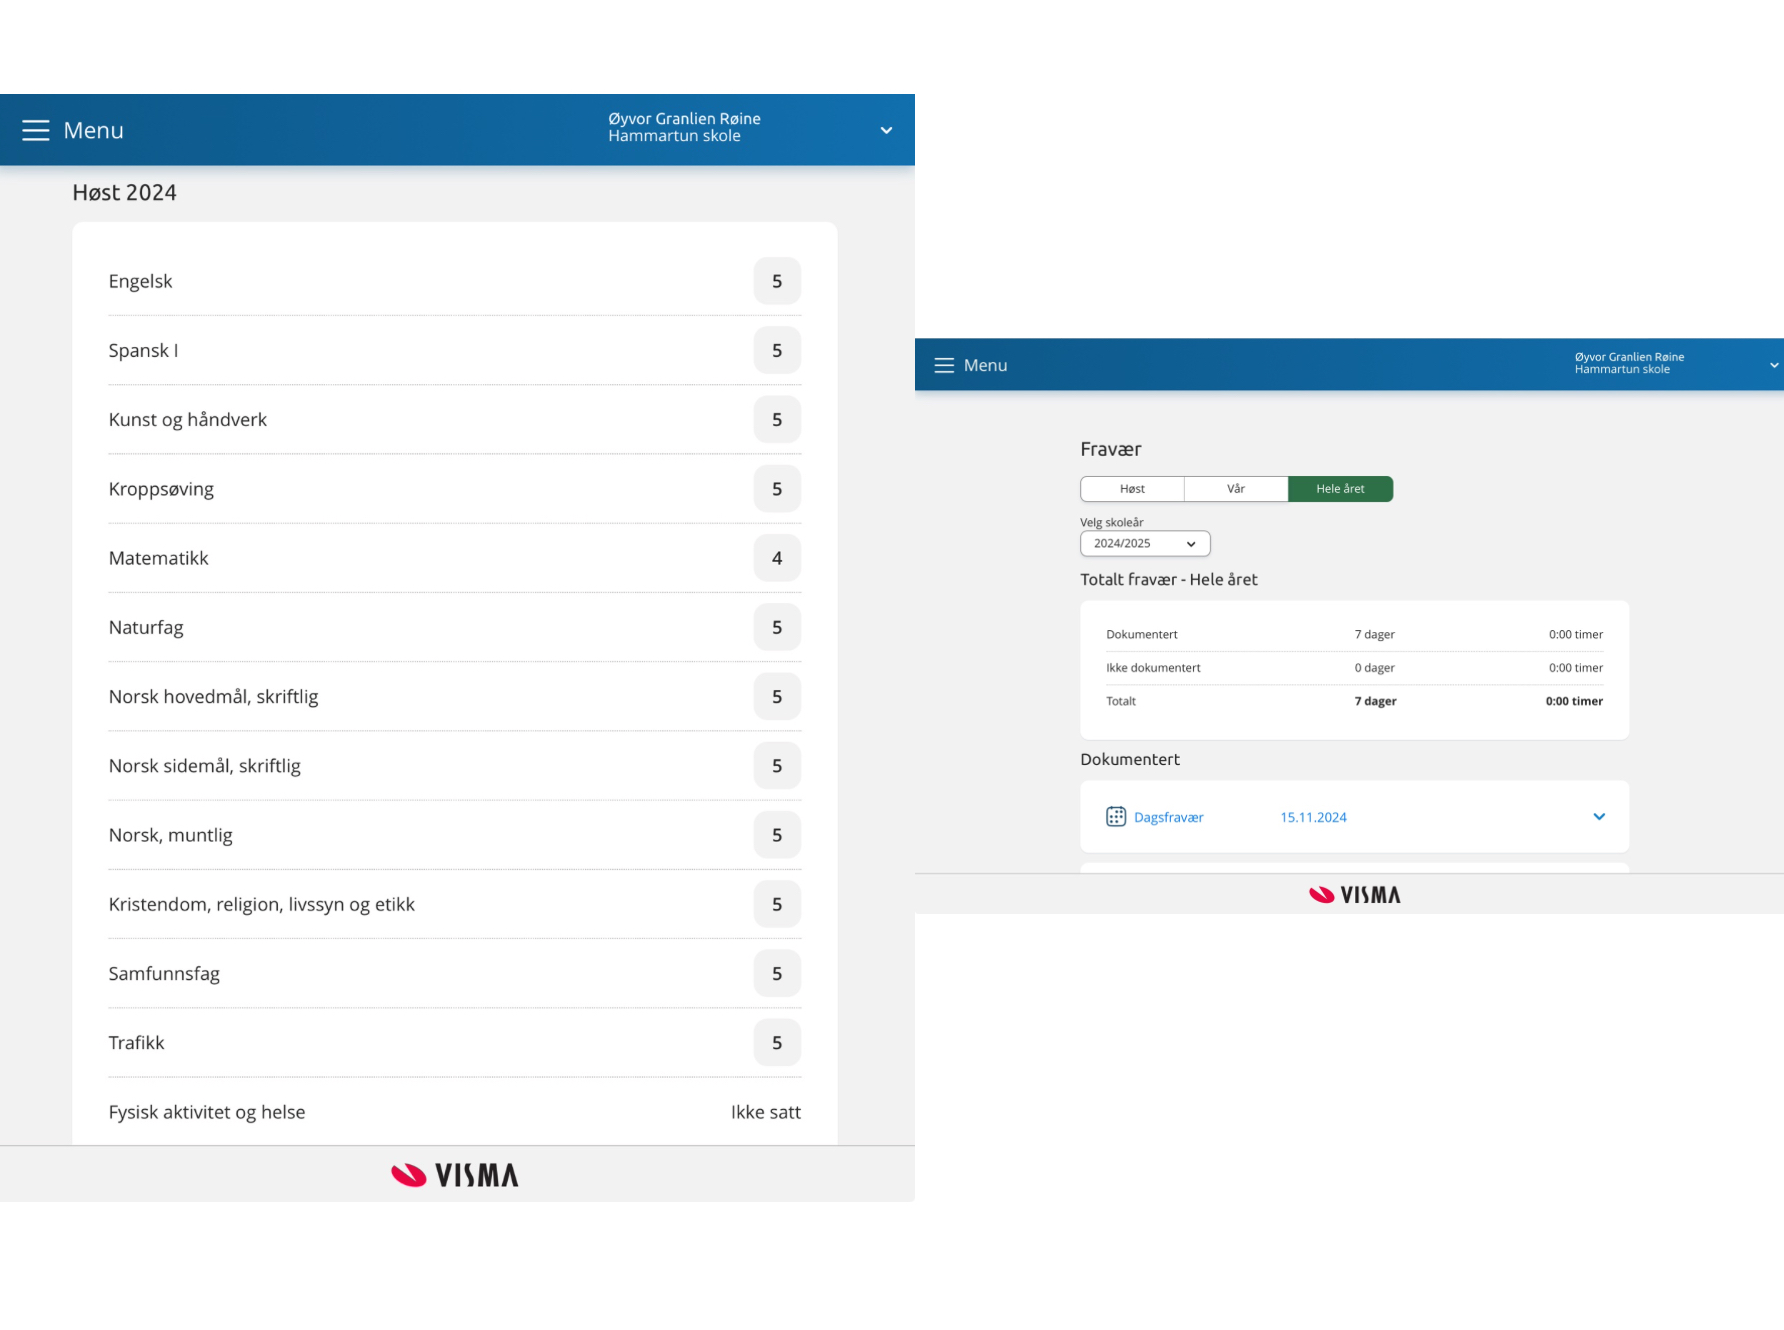 Menu
Øyvor Granlien Røine
Hammartun skole
Høst 2024
Engelsk 5
Spansk I 5
Kunst og håndverk 5
Kroppsøving 5
Matematikk 4
Naturfag 5
Norsk hovedmål, skriftlig 5
Norsk sidemål, skriftlig 5
Norsk, muntlig 5
Kristendom, religion, livssyn og etikk 5
Samfunnsfag 5
Trafikk 5
Fysisk aktivitet og helse Ikke satt
VISMA
Menu
Øyvor Granlien Røine
Hammartun skole
Fravær
Høst Vår Hele året
Velg skoleår
2024/2025
Totalt fravær - Hele året
Dokumentert 7 dager 0:00 timer
Ikke dokumentert 0 dager 0:00 timer
Totalt 7 dager 0:00 timer
Dokumentert
Dagsfravær 15.11.2024
VISMA